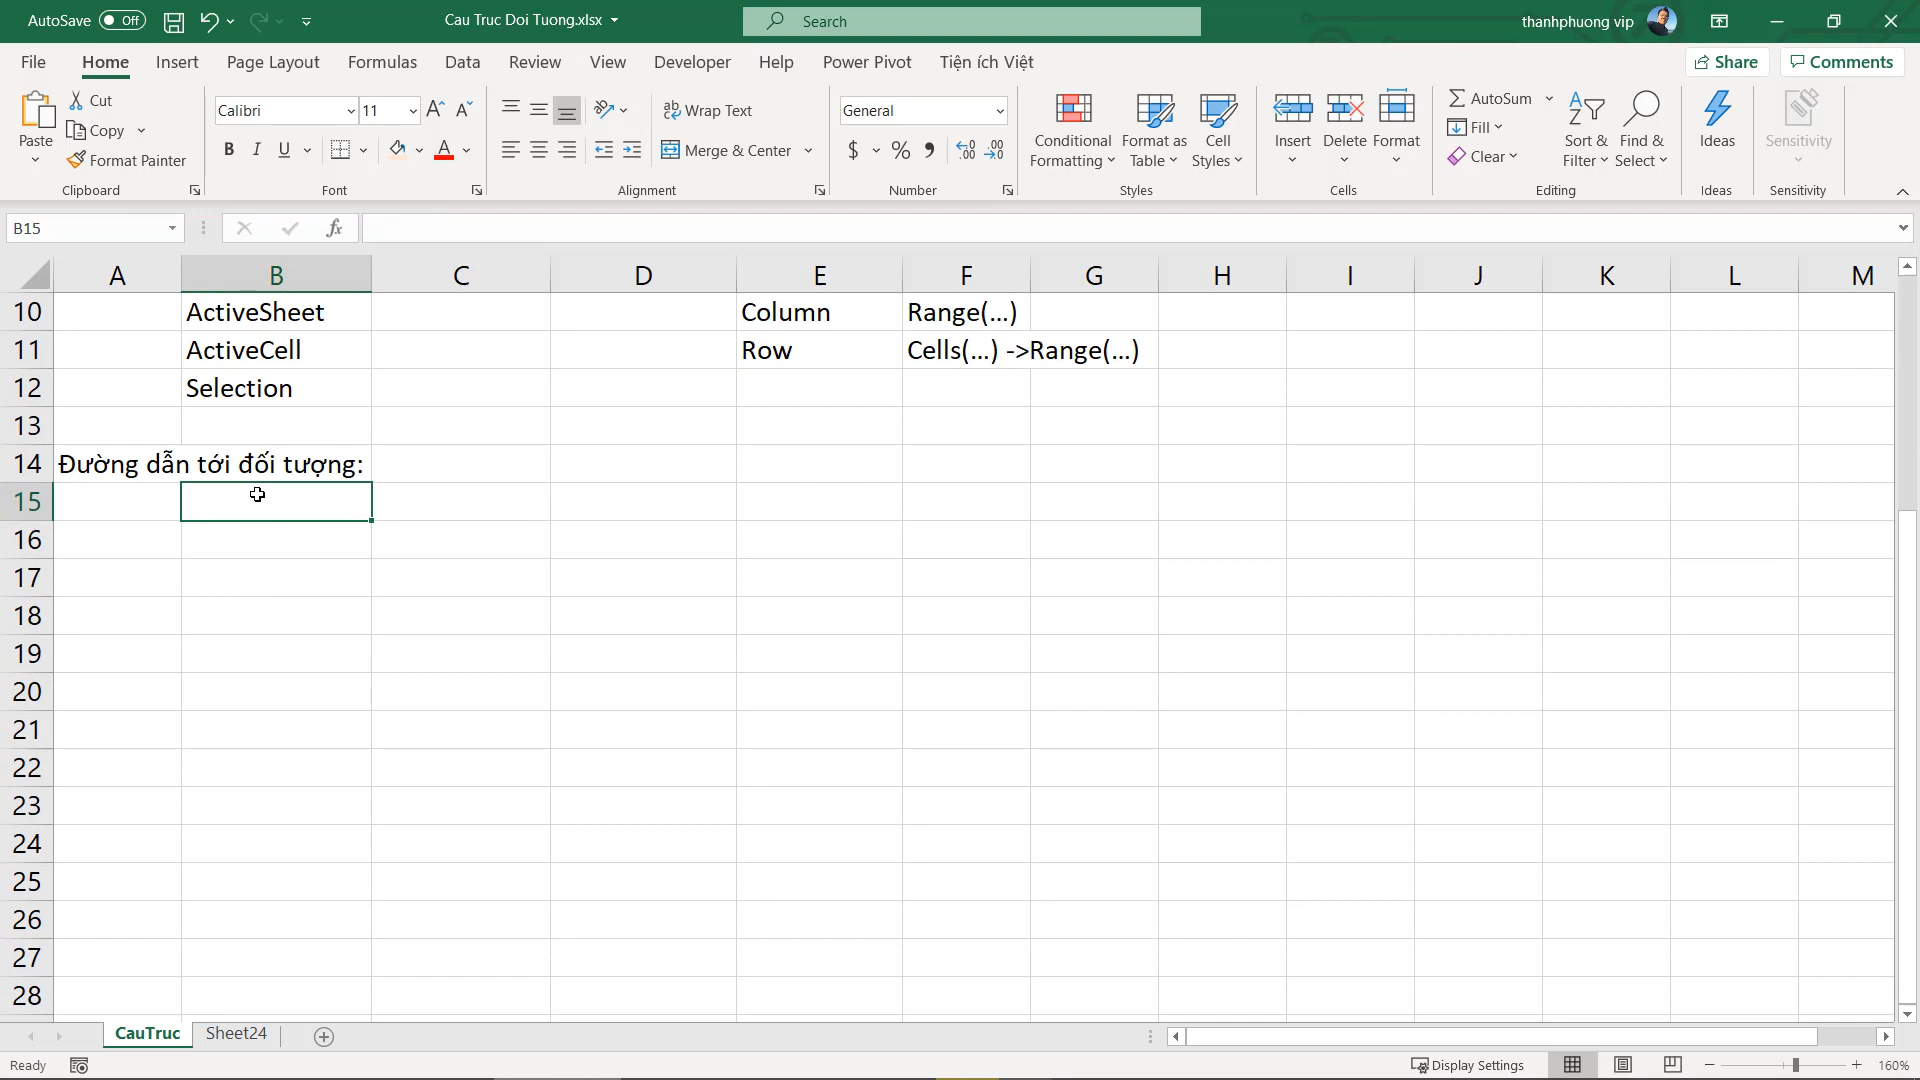 AutoSave Off Cau Truc Doi Tuong.xlsx Search thanhphuong vip
File Home Insert Page Layout Formulas Data Review View Developer Help Power Pivot Tiện ích Việt Share Comments
Paste Cut Copy Format Painter Clipboard
Calibri 11 B I U A Font
Wrap Text Merge & Center Alignment
General $ % Number
Conditional Formatting Format as Table Cell Styles Styles
Insert Delete Format Cells
AutoSum Fill Clear Sort & Filter Find & Select Editing
Ideas Ideas
Sensitivity Sensitivity
B15 fx
A B C D E F G H I J K L M
10 ActiveSheet Column Range(...)
11 ActiveCell Row Cells(...) ->Range(...)
12 Selection
13
14 Đường dẫn tới đối tượng:
15
16
17
18
19
20
21
22
23
24
25
26
27
28
CauTruc Sheet24
Ready Display Settings 160%